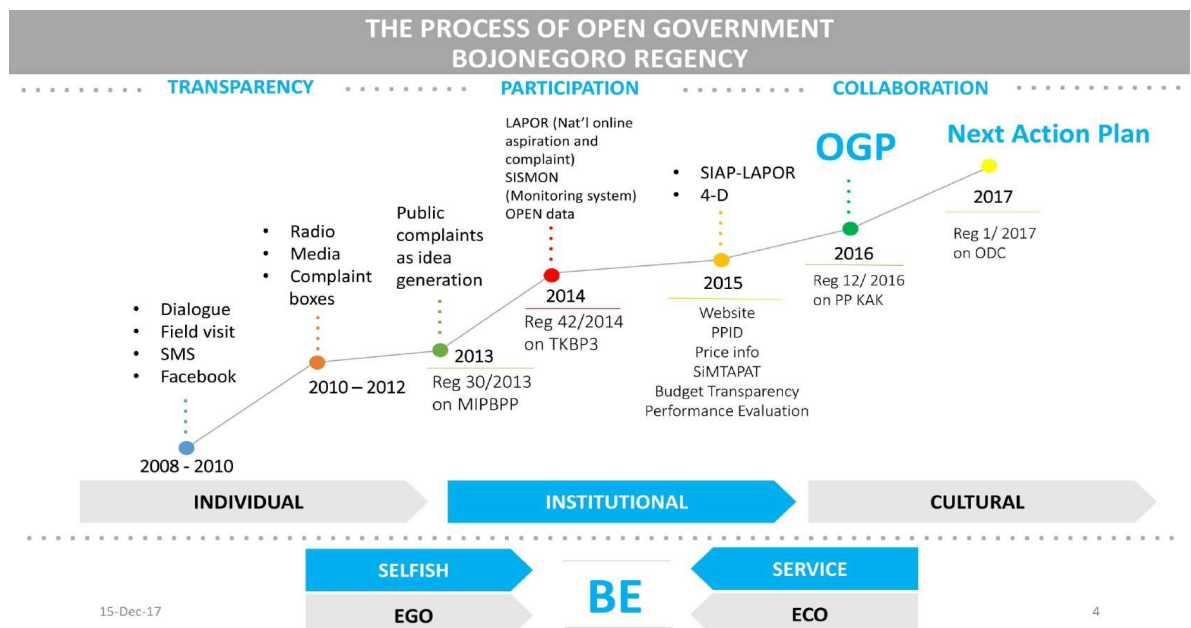 THE PROCESS OF OPEN GOVERNMENT
BOJONEGORO REGENCY
TRANSPARENCY
PARTICIPATION
COLLABORATION
• Dialogue
• Field visit
• SMS
• Facebook
2008 - 2010
• Radio
• Media
• Complaint
boxes
2010 – 2012
Public
complaints
as idea
generation
2013
Reg 30/2013
on MIPBPP
LAPOR (Nat’l online
aspiration and
complaint)
SISMON
(Monitoring system)
OPEN data
2014
Reg 42/2014
on TKBP3
• SIAP-LAPOR
• 4-D
2015
Website
PPID
Price info
SiMTAPAT
Budget Transparency
Performance Evaluation
OGP
2016
Reg 12/ 2016
on PP KAK
Next Action Plan
2017
Reg 1/ 2017
on ODC
INDIVIDUAL
INSTITUTIONAL
CULTURAL
SELFISH
EGO
BE
SERVICE
ECO
15-Dec-17
4